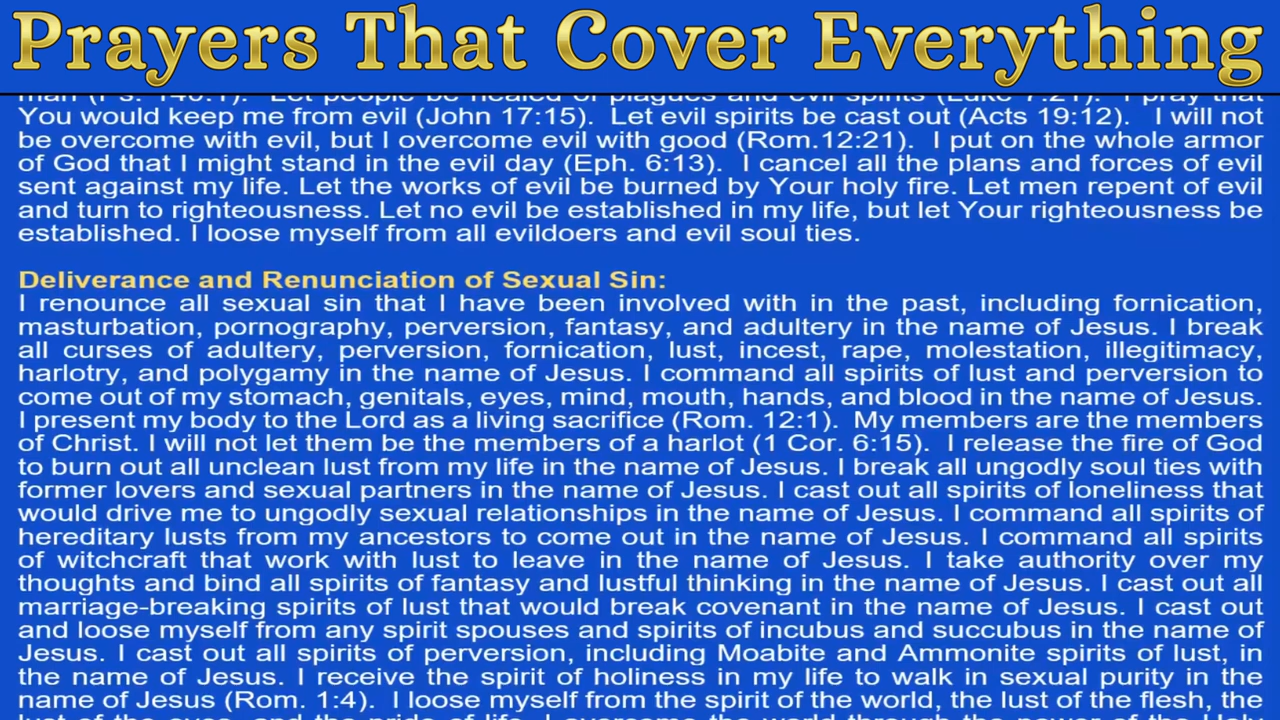 Prayers That Cover Everything
You would keep me from evil (John 17:15). Let evil spirits be cast out (Acts 19:12). I will not
be overcome with evil, but I overcome evil with good (Rom.12:21). I put on the whole armor
of God that I might stand in the evil day (Eph. 6:13). I cancel all the plans and forces of evil
sent against my life. Let the works of evil be burned by Your holy fire. Let men repent of evil
and turn to righteousness. Let no evil be established in my life, but let Your righteousness be
established. I loose myself from all evildoers and evil soul ties.
Deliverance and Renunciation of Sexual Sin:
I renounce all sexual sin that I have been involved with in the past, including fornication,
masturbation, pornography, perversion, fantasy, and adultery in the name of Jesus. I break
all curses of adultery, perversion, fornication, lust, incest, rape, molestation, illegitimacy,
harlotry, and polygamy in the name of Jesus. I command all spirits of lust and perversion to
come out of my stomach, genitals, eyes, mind, mouth, hands, and blood in the name of Jesus.
I present my body to the Lord as a living sacrifice (Rom. 12:1). My members are the members
of Christ. I will not let them be the members of a harlot (1 Cor. 6:15). I release the fire of God
to burn out all unclean lust from my life in the name of Jesus. I break all ungodly soul ties with
former lovers and sexual partners in the name of Jesus. I cast out all spirits of loneliness that
would drive me to ungodly sexual relationships in the name of Jesus. I command all spirits of
hereditary lusts from my ancestors to come out in the name of Jesus. I command all spirits
of witchcraft that work with lust to leave in the name of Jesus. I take authority over my
thoughts and bind all spirits of fantasy and lustful thinking in the name of Jesus. I cast out all
marriage-breaking spirits of lust that would break covenant in the name of Jesus. I cast out
and loose myself from any spirit spouses and spirits of incubus and succubus in the name of
Jesus. I cast out all spirits of perversion, including Moabite and Ammonite spirits of lust, in
the name of Jesus. I receive the spirit of holiness in my life to walk in sexual purity in the
name of Jesus (Rom. 1:4). I loose myself from the spirit of the world, the lust of the flesh, the